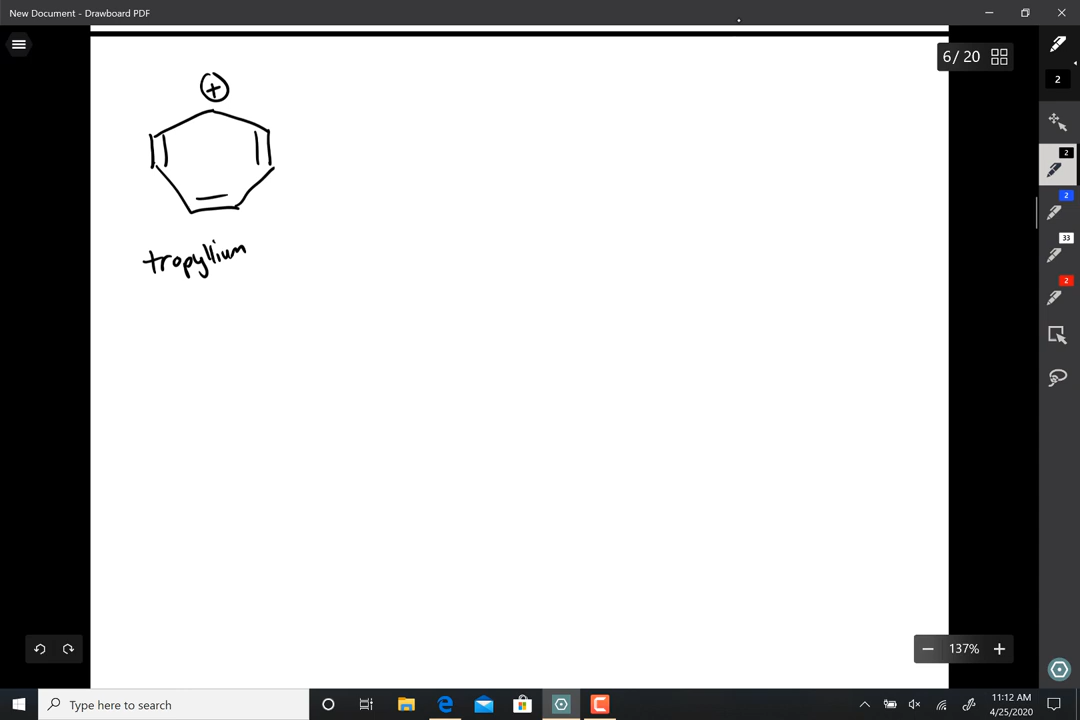 New Document - Drawboard PDF
6 / 20
2
+
2
2
33
tropyllium
2
137%
Type here to search
11:12 AM
4/25/2020